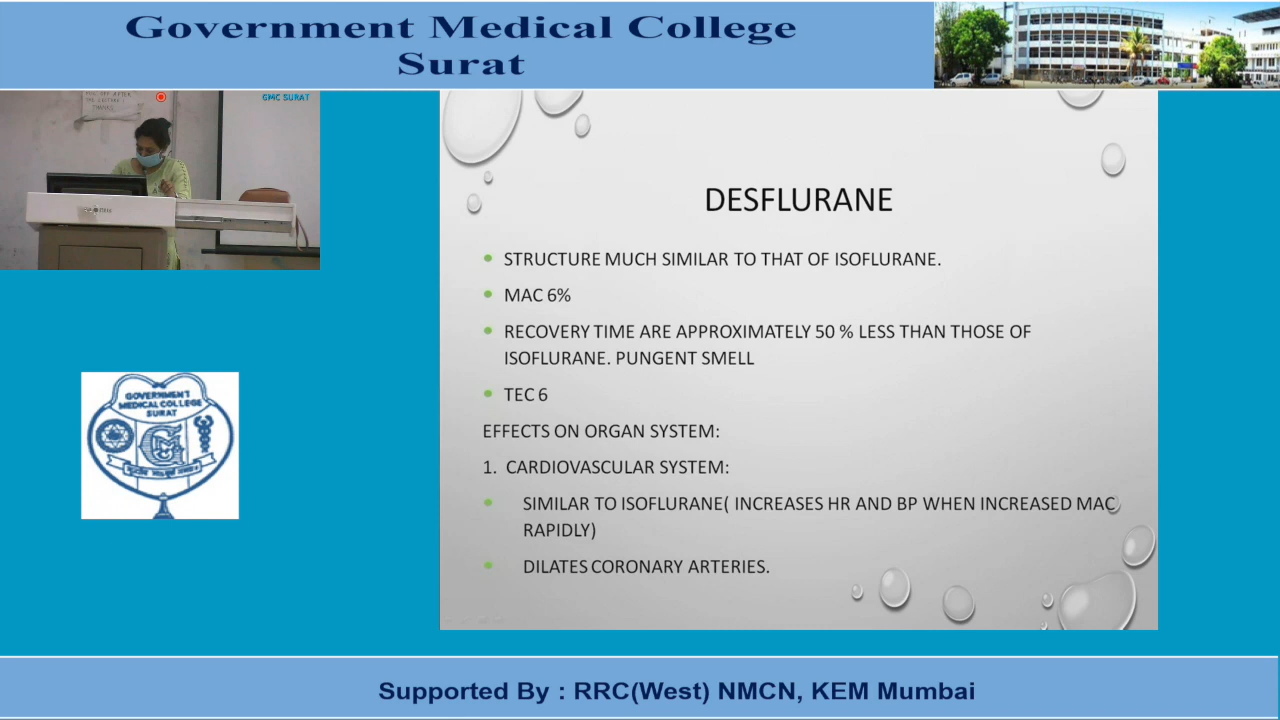 Government Medical College
Surat
THANKS
GMC SURAT
DESFLURANE
STRUCTURE MUCH SIMILAR TO THAT OF ISOFLURANE.
MAC 6%
RECOVERY TIME ARE APPROXIMATELY 50 % LESS THAN THOSE OF
ISOFLURANE. PUNGENT SMELL
TEC 6
EFFECTS ON ORGAN SYSTEM:
1. CARDIOVASCULAR SYSTEM:
SIMILAR TO ISOFLURANE( INCREASES HR AND BP WHEN INCREASED MAC
RAPIDLY)
DILATES CORONARY ARTERIES.
GOVERNMENT
MEDICAL COLLEGE
SURAT
Supported By : RRC(West) NMCN, KEM Mumbai